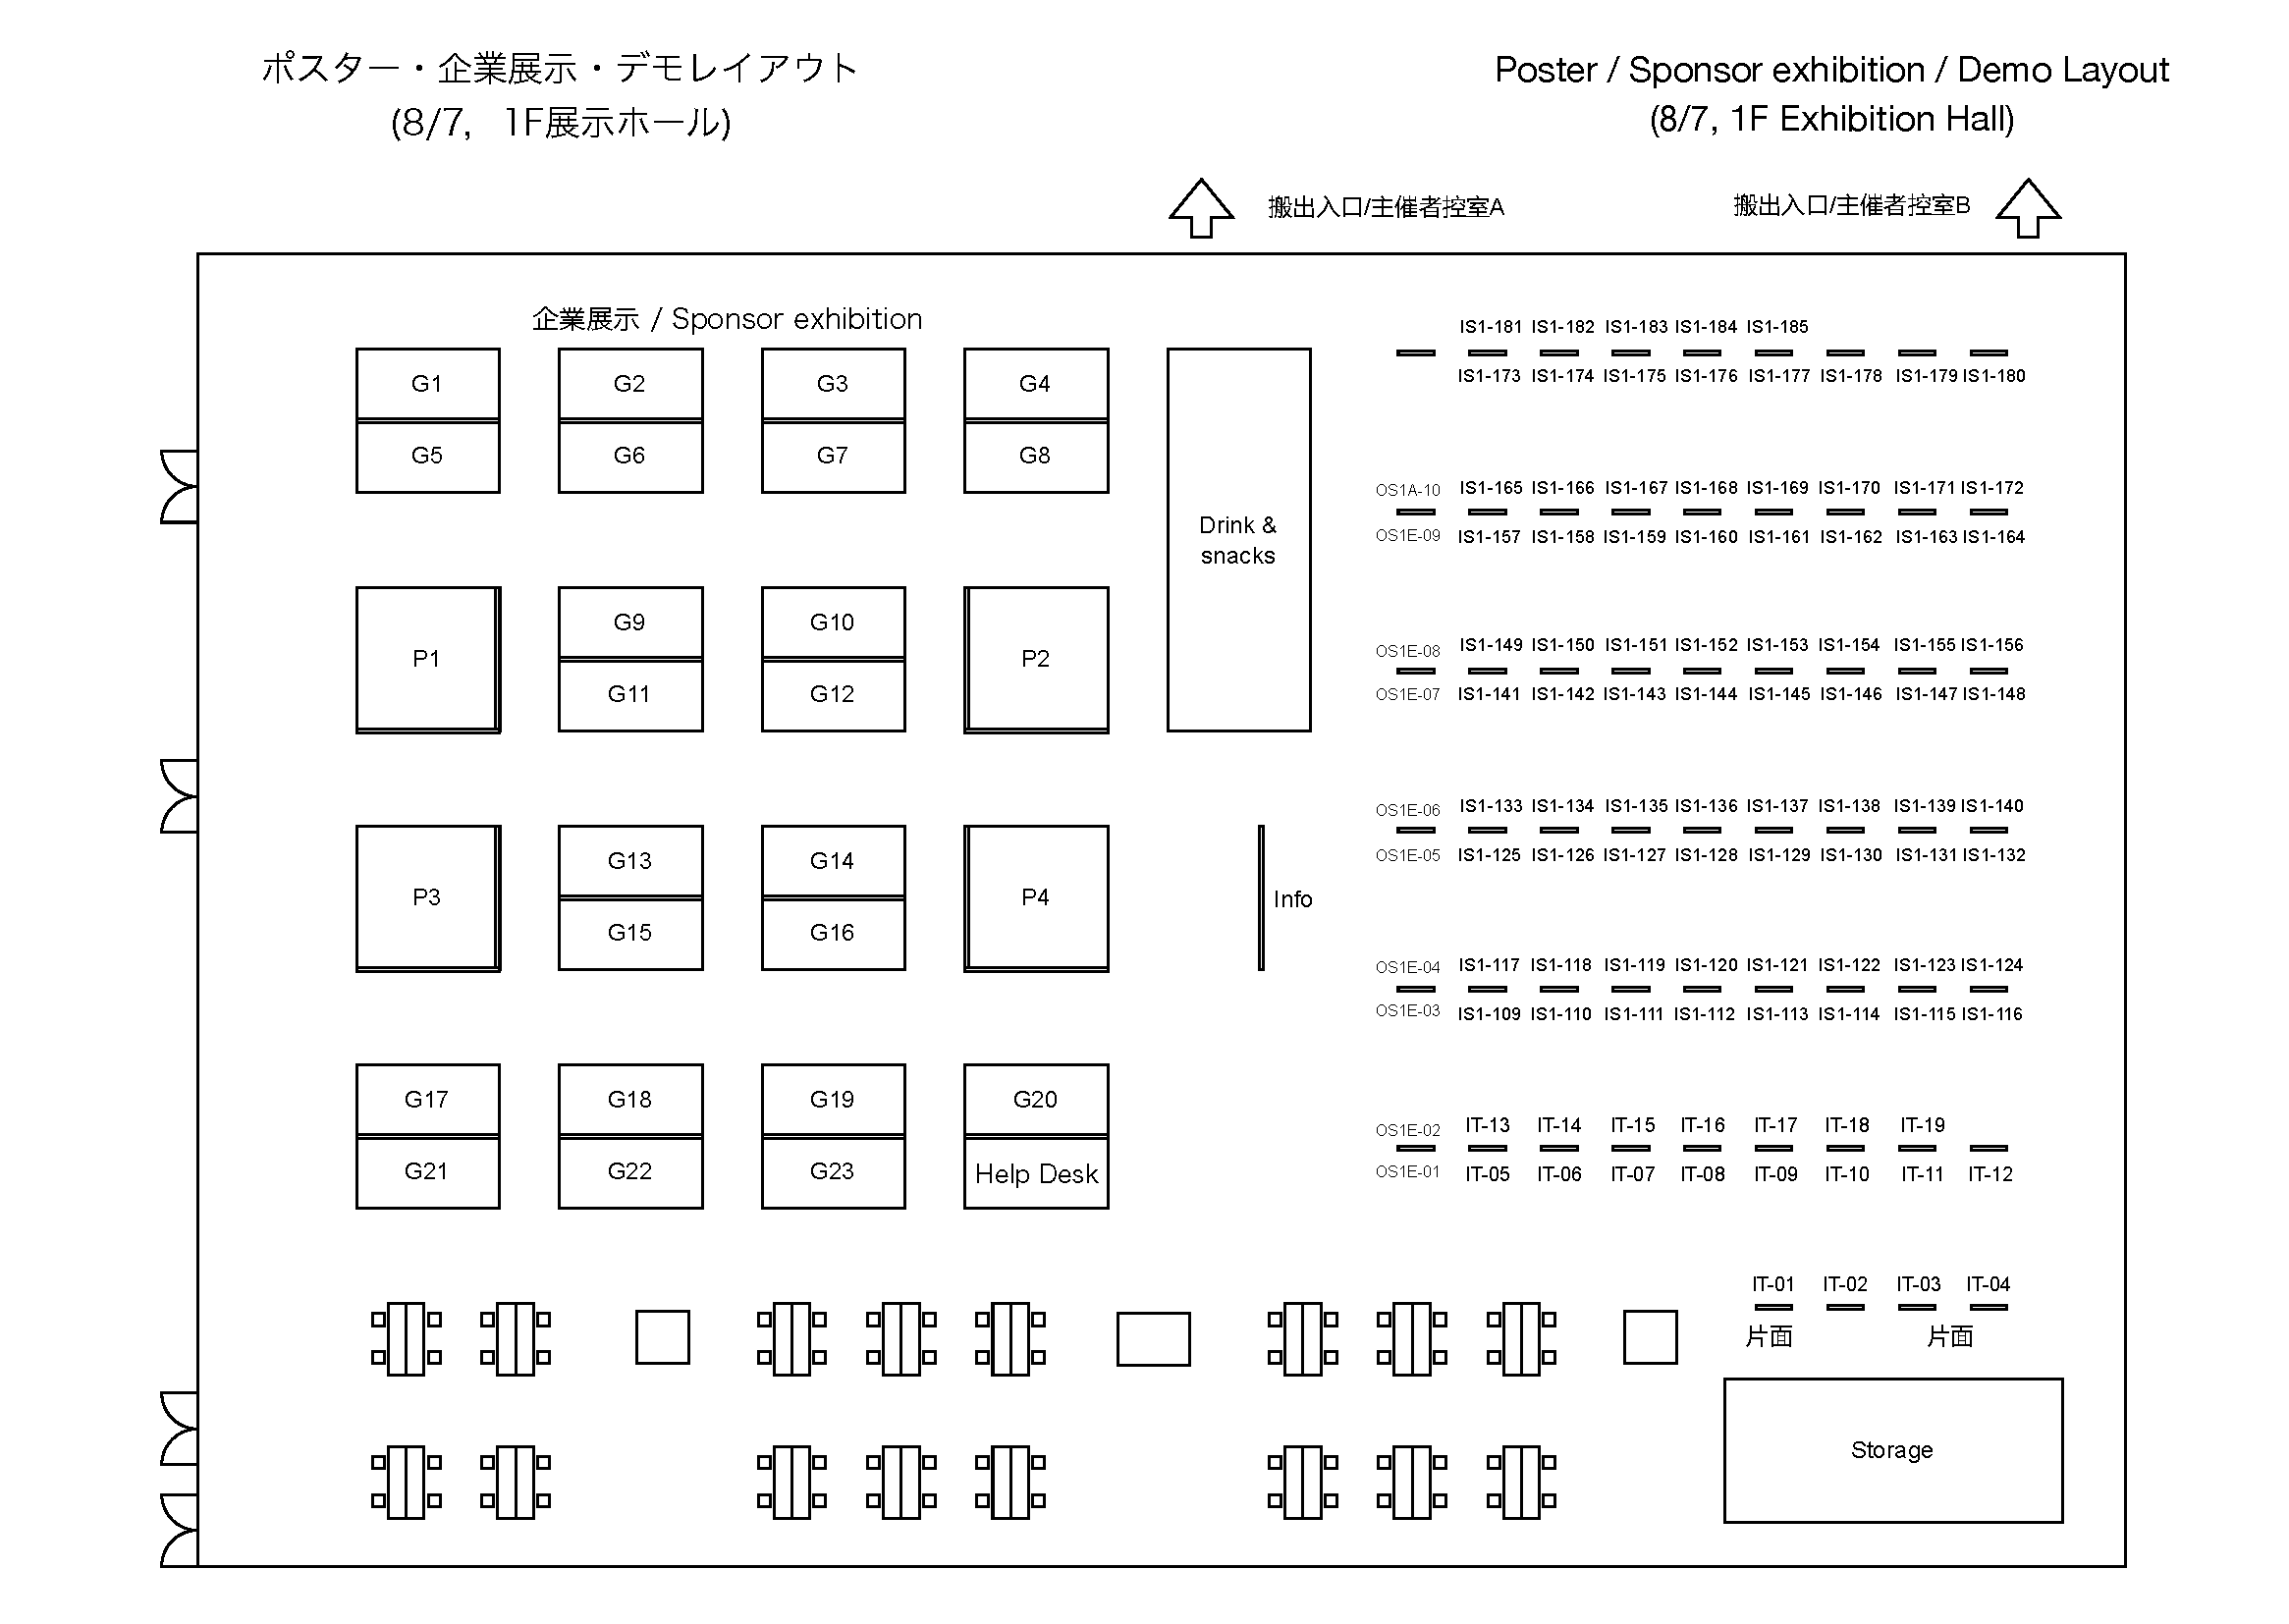 ポスター・企業展示・デモレイアウト
(8/7, 1F展示ホール)
Poster / Sponsor exhibition / Demo Layout
(8/7, 1F Exhibition Hall)
搬出入口/主催者控室A
搬出入口/主催者控室B
企業展示 / Sponsor exhibition
G1 G2 G3 G4
G5 G6 G7 G8
P1 G9 G10 P2
G11 G12
P3 G13 G14 P4
G15 G16
G17 G18 G19 G20
G21 G22 G23 Help Desk
Drink &
snacks
Info
IS1-181 IS1-182 IS1-183 IS1-184 IS1-185
IS1-173 IS1-174 IS1-175 IS1-176 IS1-177 IS1-178 IS1-179 IS1-180
OS1A-10 IS1-165 IS1-166 IS1-167 IS1-168 IS1-169 IS1-170 IS1-171 IS1-172
OS1E-09 IS1-157 IS1-158 IS1-159 IS1-160 IS1-161 IS1-162 IS1-163 IS1-164
OS1E-08 IS1-149 IS1-150 IS1-151 IS1-152 IS1-153 IS1-154 IS1-155 IS1-156
OS1E-07 IS1-141 IS1-142 IS1-143 IS1-144 IS1-145 IS1-146 IS1-147 IS1-148
OS1E-06 IS1-133 IS1-134 IS1-135 IS1-136 IS1-137 IS1-138 IS1-139 IS1-140
OS1E-05 IS1-125 IS1-126 IS1-127 IS1-128 IS1-129 IS1-130 IS1-131 IS1-132
OS1E-04 IS1-117 IS1-118 IS1-119 IS1-120 IS1-121 IS1-122 IS1-123 IS1-124
OS1E-03 IS1-109 IS1-110 IS1-111 IS1-112 IS1-113 IS1-114 IS1-115 IS1-116
OS1E-02 IT-13 IT-14 IT-15 IT-16 IT-17 IT-18 IT-19
OS1E-01 IT-05 IT-06 IT-07 IT-08 IT-09 IT-10 IT-11 IT-12
IT-01 IT-02 IT-03 IT-04
片面 片面
Storage